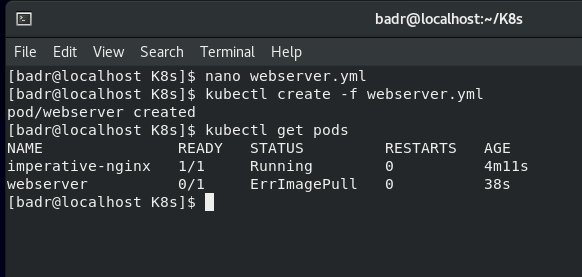 badr@localhost:~/K8s
File Edit View Search Terminal Help
[badr@localhost K8s]$ nano webserver.yml
[badr@localhost K8s]$ kubectl create -f webserver.yml
pod/webserver created
[badr@localhost K8s]$ kubectl get pods
NAME READY STATUS RESTARTS AGE
imperative-nginx 1/1 Running 0 4m11s
webserver 0/1 ErrImagePull 0 38s
[badr@localhost K8s]$